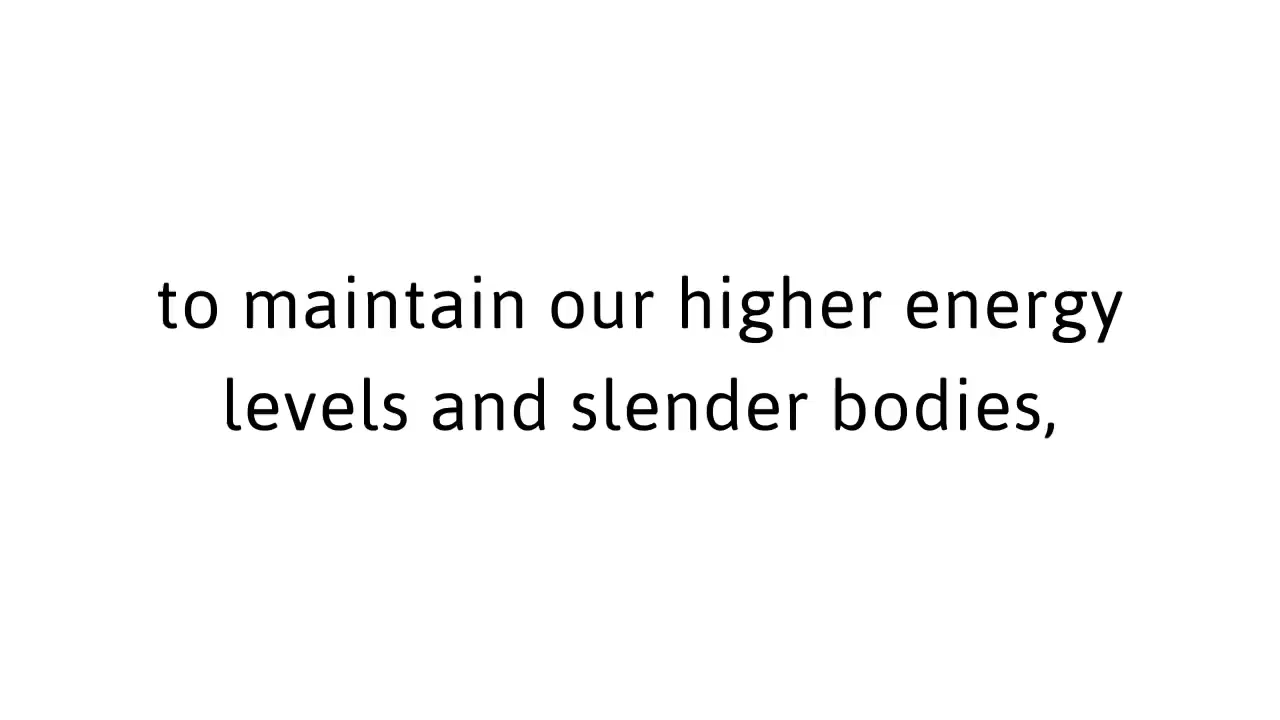 to maintain our higher energy
levels and slender bodies,